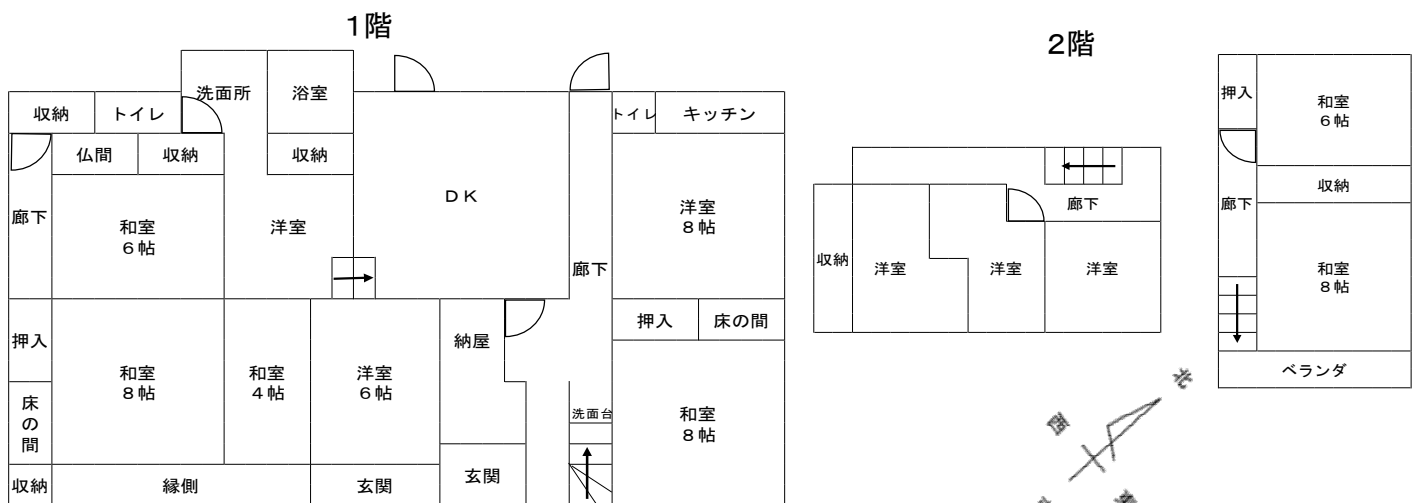 1階
2階
洗面所
浴室
収納
トイレ
トイレ
キッチン
仏間
収納
収納
廊下
和室
6帖
洋室
DK
廊下
洋室
8帖
押入
床の間
押入
床の間
和室
8帖
和室
4帖
洋室
6帖
納屋
洗面台
和室
8帖
収納
縁側
玄関
玄関
収納
洋室
洋室
洋室
廊下
押入
和室
6帖
収納
廊下
和室
8帖
ベランダ
北
西